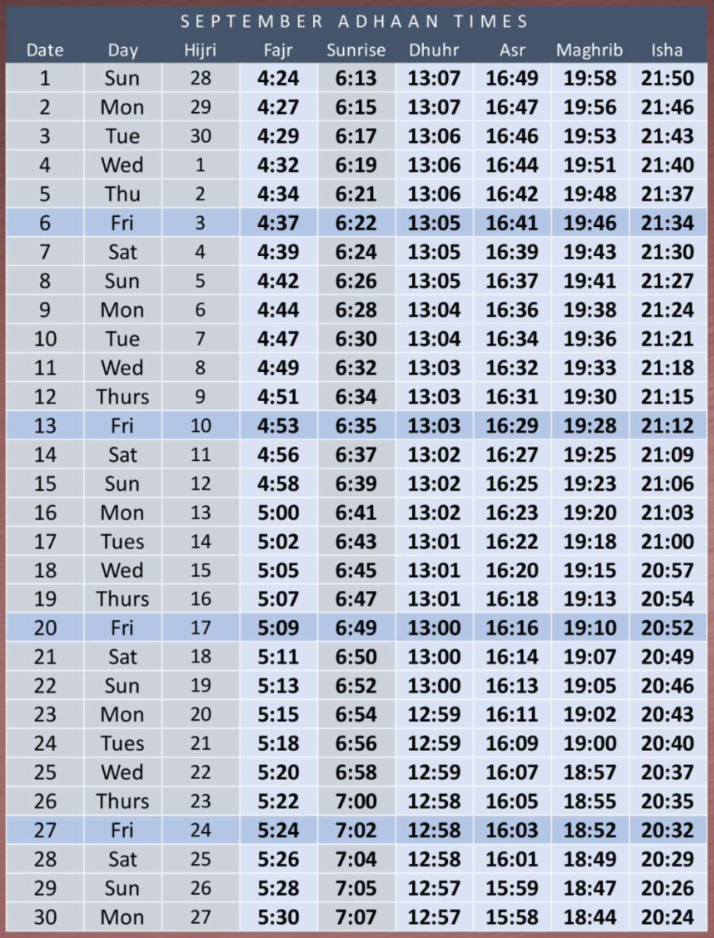 SEPTEMBER ADHAAN TIMES
Date Day Hijri Fajr Sunrise Dhuhr Asr Maghrib Isha
1 Sun 28 4:24 6:13 13:07 16:49 19:58 21:50
2 Mon 29 4:27 6:15 13:07 16:47 19:56 21:46
3 Tue 30 4:29 6:17 13:06 16:46 19:53 21:43
4 Wed 1 4:32 6:19 13:06 16:44 19:51 21:40
5 Thu 2 4:34 6:21 13:06 16:42 19:48 21:37
6 Fri 3 4:37 6:22 13:05 16:41 19:46 21:34
7 Sat 4 4:39 6:24 13:05 16:39 19:43 21:30
8 Sun 5 4:42 6:26 13:05 16:37 19:41 21:27
9 Mon 6 4:44 6:28 13:04 16:36 19:38 21:24
10 Tue 7 4:47 6:30 13:04 16:34 19:36 21:21
11 Wed 8 4:49 6:32 13:03 16:32 19:33 21:18
12 Thurs 9 4:51 6:34 13:03 16:31 19:30 21:15
13 Fri 10 4:53 6:35 13:03 16:29 19:28 21:12
14 Sat 11 4:56 6:37 13:02 16:27 19:25 21:09
15 Sun 12 4:58 6:39 13:02 16:25 19:23 21:06
16 Mon 13 5:00 6:41 13:02 16:23 19:20 21:03
17 Tues 14 5:02 6:43 13:01 16:22 19:18 21:00
18 Wed 15 5:05 6:45 13:01 16:20 19:15 20:57
19 Thurs 16 5:07 6:47 13:01 16:18 19:13 20:54
20 Fri 17 5:09 6:49 13:00 16:16 19:10 20:52
21 Sat 18 5:11 6:50 13:00 16:14 19:07 20:49
22 Sun 19 5:13 6:52 13:00 16:13 19:05 20:46
23 Mon 20 5:15 6:54 12:59 16:11 19:02 20:43
24 Tues 21 5:18 6:56 12:59 16:09 19:00 20:40
25 Wed 22 5:20 6:58 12:59 16:07 18:57 20:37
26 Thurs 23 5:22 7:00 12:58 16:05 18:55 20:35
27 Fri 24 5:24 7:02 12:58 16:03 18:52 20:32
28 Sat 25 5:26 7:04 12:58 16:01 18:49 20:29
29 Sun 26 5:28 7:05 12:57 15:59 18:47 20:26
30 Mon 27 5:30 7:07 12:57 15:58 18:44 20:24